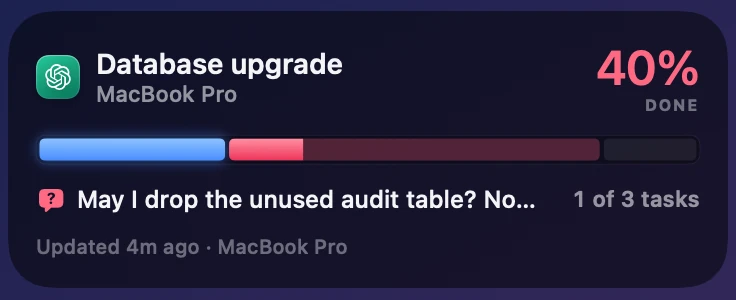 Database upgrade
MacBook Pro
40%
DONE
?
May I drop the unused audit table? No...
1 of 3 tasks
Updated 4m ago · MacBook Pro